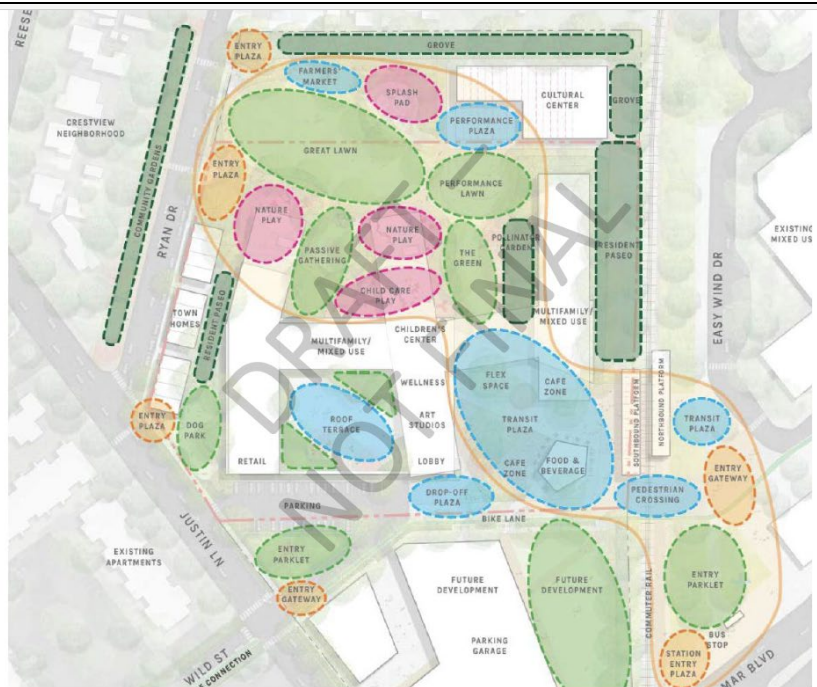 REESE
ENTRY
PLAZA
GROVE
FARMERS'
MARKET
SPLASH
PAD
CULTURAL
CENTER
GROVE
CRESTVIEW
NEIGHBORHOOD
PERFORMANCE
PLAZA
COMMUNITY GARDENS
GREAT LAWN
ENTRY
PLAZA
PERFORMANCE
LAWN
RYAN DR
NATURE
PLAY
PASSIVE
GATHERING
NATURE
PLAY
THE
GREEN
POLLINATOR
GARDEN
RESIDENT
PASEO
EXISTING
MIXED US
EASY WIND DR
CHILD CARE
PLAY
TOWN
HOMES
RESIDENT PASEO
MULTIFAMILY/
MIXED USE
CHILDREN'S
CENTER
MULTIFAMILY/
MIXED USE
WELLNESS
FLEX
SPACE
CAFE
ZONE
SOUTHBOUND PLATFORM
NORTHBOUND PLATFORM
ENTRY
PLAZA
DOG
PARK
ROOF
TERRACE
ART
STUDIOS
TRANSIT
PLAZA
TRANSIT
PLAZA
RETAIL
LOBBY
CAFE
ZONE
FOOD &
BEVERAGE
ENTRY
GATEWAY
DROP-OFF
PLAZA
PEDESTRIAN
CROSSING
PARKING
BIKE LANE
JUSTIN LN
EXISTING
APARTMENTS
ENTRY
PARKLET
ENTRY
GATEWAY
FUTURE
DEVELOPMENT
FUTURE
DEVELOPMENT
COMMUTER RAIL
ENTRY
PARKLET
PARKING
GARAGE
BUS
STOP
STATION
ENTRY
PLAZA
WILD ST
CONNECTION
MAR BLVD
DRAFT –
NOT FINAL